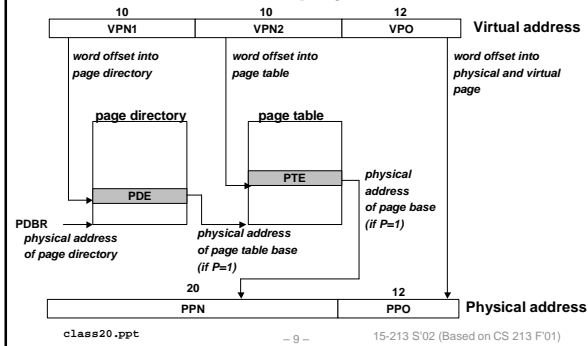 10 10 12
VPN1 VPN2 VPO Virtual address
word offset into
page directory
word offset into
page table
word offset into
physical and virtual
page
page directory page table
PTE
PDE
physical
address
of page base
(if P=1)
PDBR
physical address
of page directory
physical address
of page table base
(if P=1)
20 12
PPN PPO Physical address
class20.ppt – 9 – 15-213 S'02 (Based on CS 213 F'01)